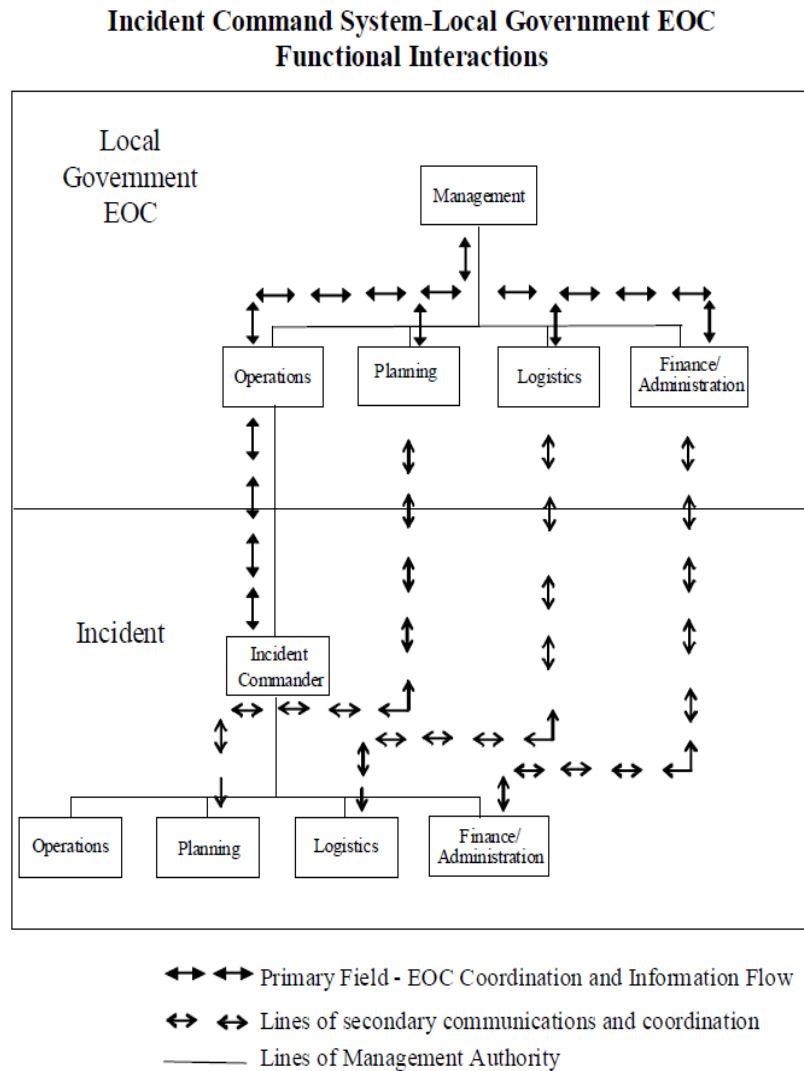 Incident Command System-Local Government EOC
Functional Interactions
Local
Government
EOC
Management
Operations
Planning
Logistics
Finance/
Administration
Incident
Incident
Commander
Operations
Planning
Logistics
Finance/
Administration
Primary Field - EOC Coordination and Information Flow
Lines of secondary communications and coordination
Lines of Management Authority